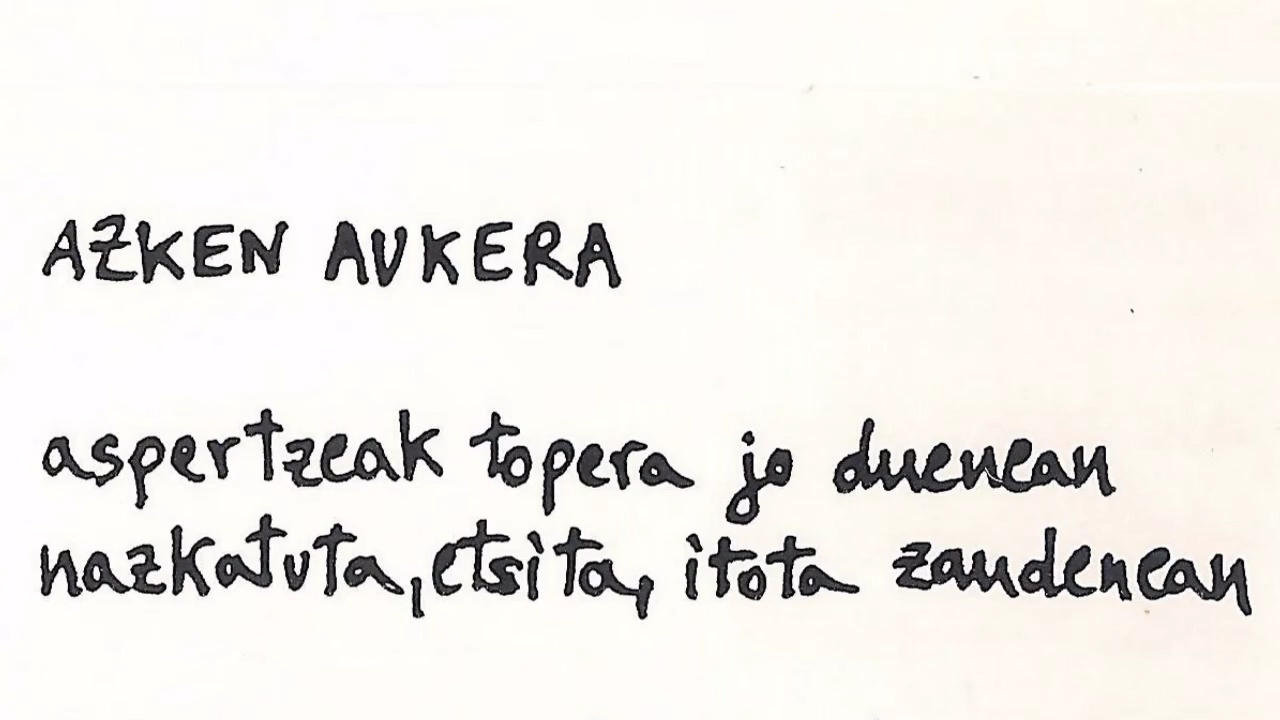 AZKEN AUKERA
aspertzeak topera jo duenean
nazkatuta, etsita, itota zaudenean